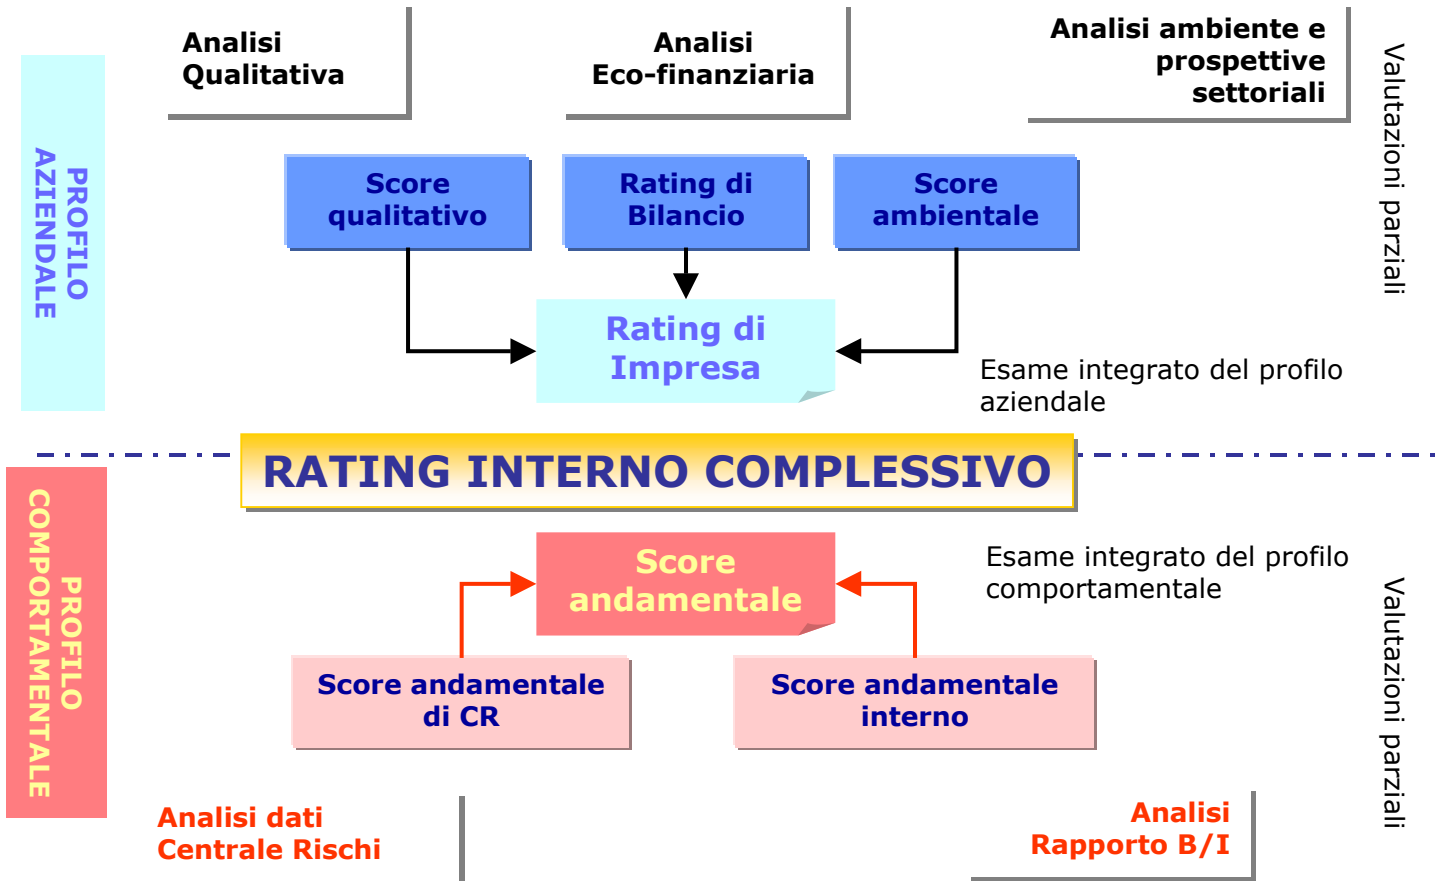 Analisi
Qualitativa
Analisi
Eco-finanziaria
Analisi ambiente e
prospettive
settoriali
Valutazioni parziali
PROFILO
AZIENDALE
Score
qualitativo
Rating di
Bilancio
Score
ambientale
Rating di
Impresa
Esame integrato del profilo
aziendale
RATING INTERNO COMPLESSIVO
PROFILO
COMPORTAMENTALE
Score
andamentale
Esame integrato del profilo
comportamentale
Valutazioni parziali
Score andamentale
di CR
Score andamentale
interno
Analisi dati
Centrale Rischi
Analisi
Rapporto B/I